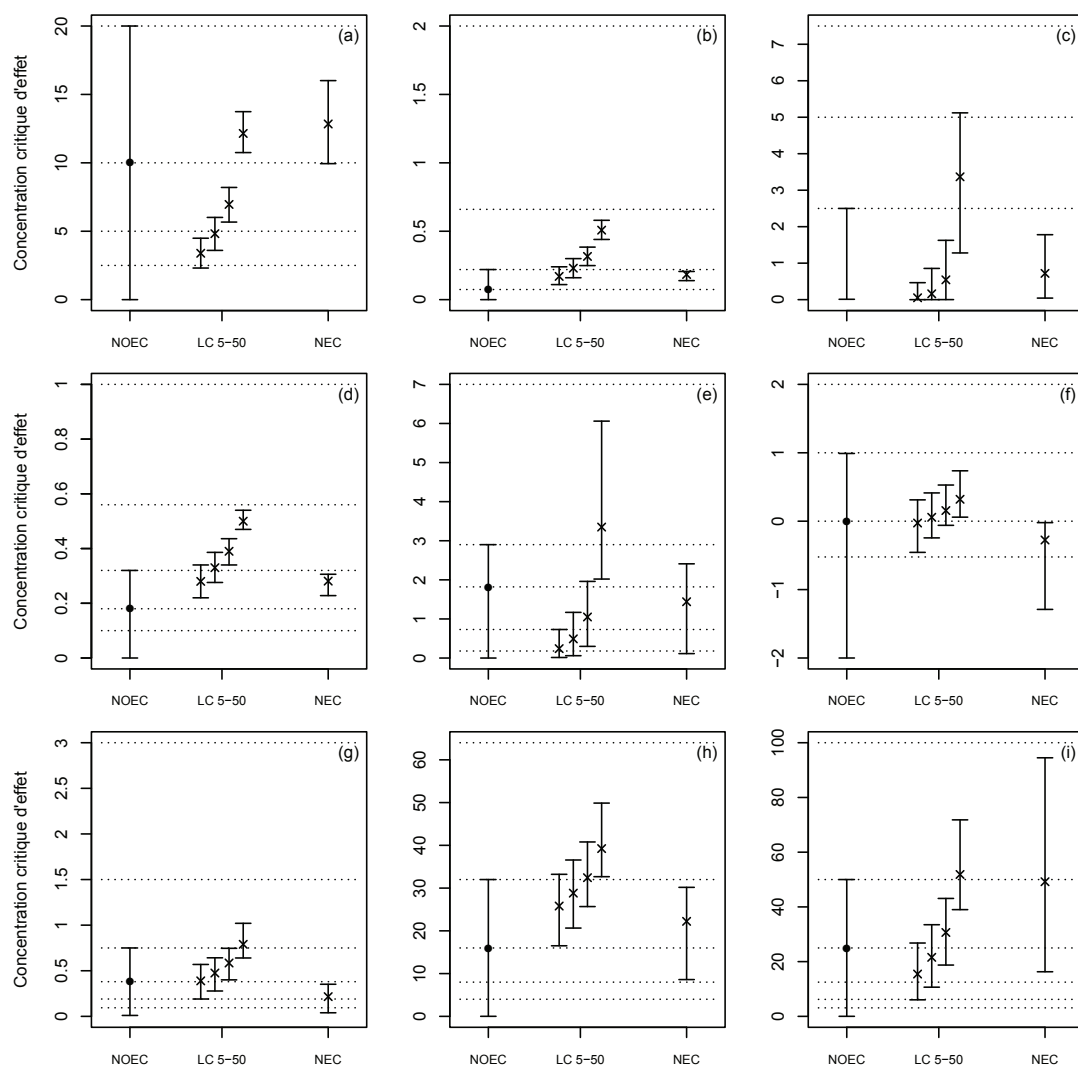 (a)
Concentration critique d'effet
20
15
10
5
0
NOEC LC 5−50 NEC
(b)
2
1
0.5
0
NOEC LC 5−50 NEC
(c)
7
6
5
4
3
2
1
0
NOEC LC 5−50 NEC
(d)
Concentration critique d'effet
1
0.8
0.6
0.4
0.2
0
NOEC LC 5−50 NEC
(e)
7
6
5
4
3
2
1
0
NOEC LC 5−50 NEC
(f)
2
1
0
−1
−2
NOEC LC 5−50 NEC
(g)
Concentration critique d'effet
3
2.5
2
1.5
1
0.5
0
NOEC LC 5−50 NEC
(h)
60
50
40
30
20
10
0
NOEC LC 5−50 NEC
(i)
100
80
60
40
20
0
NOEC LC 5−50 NEC